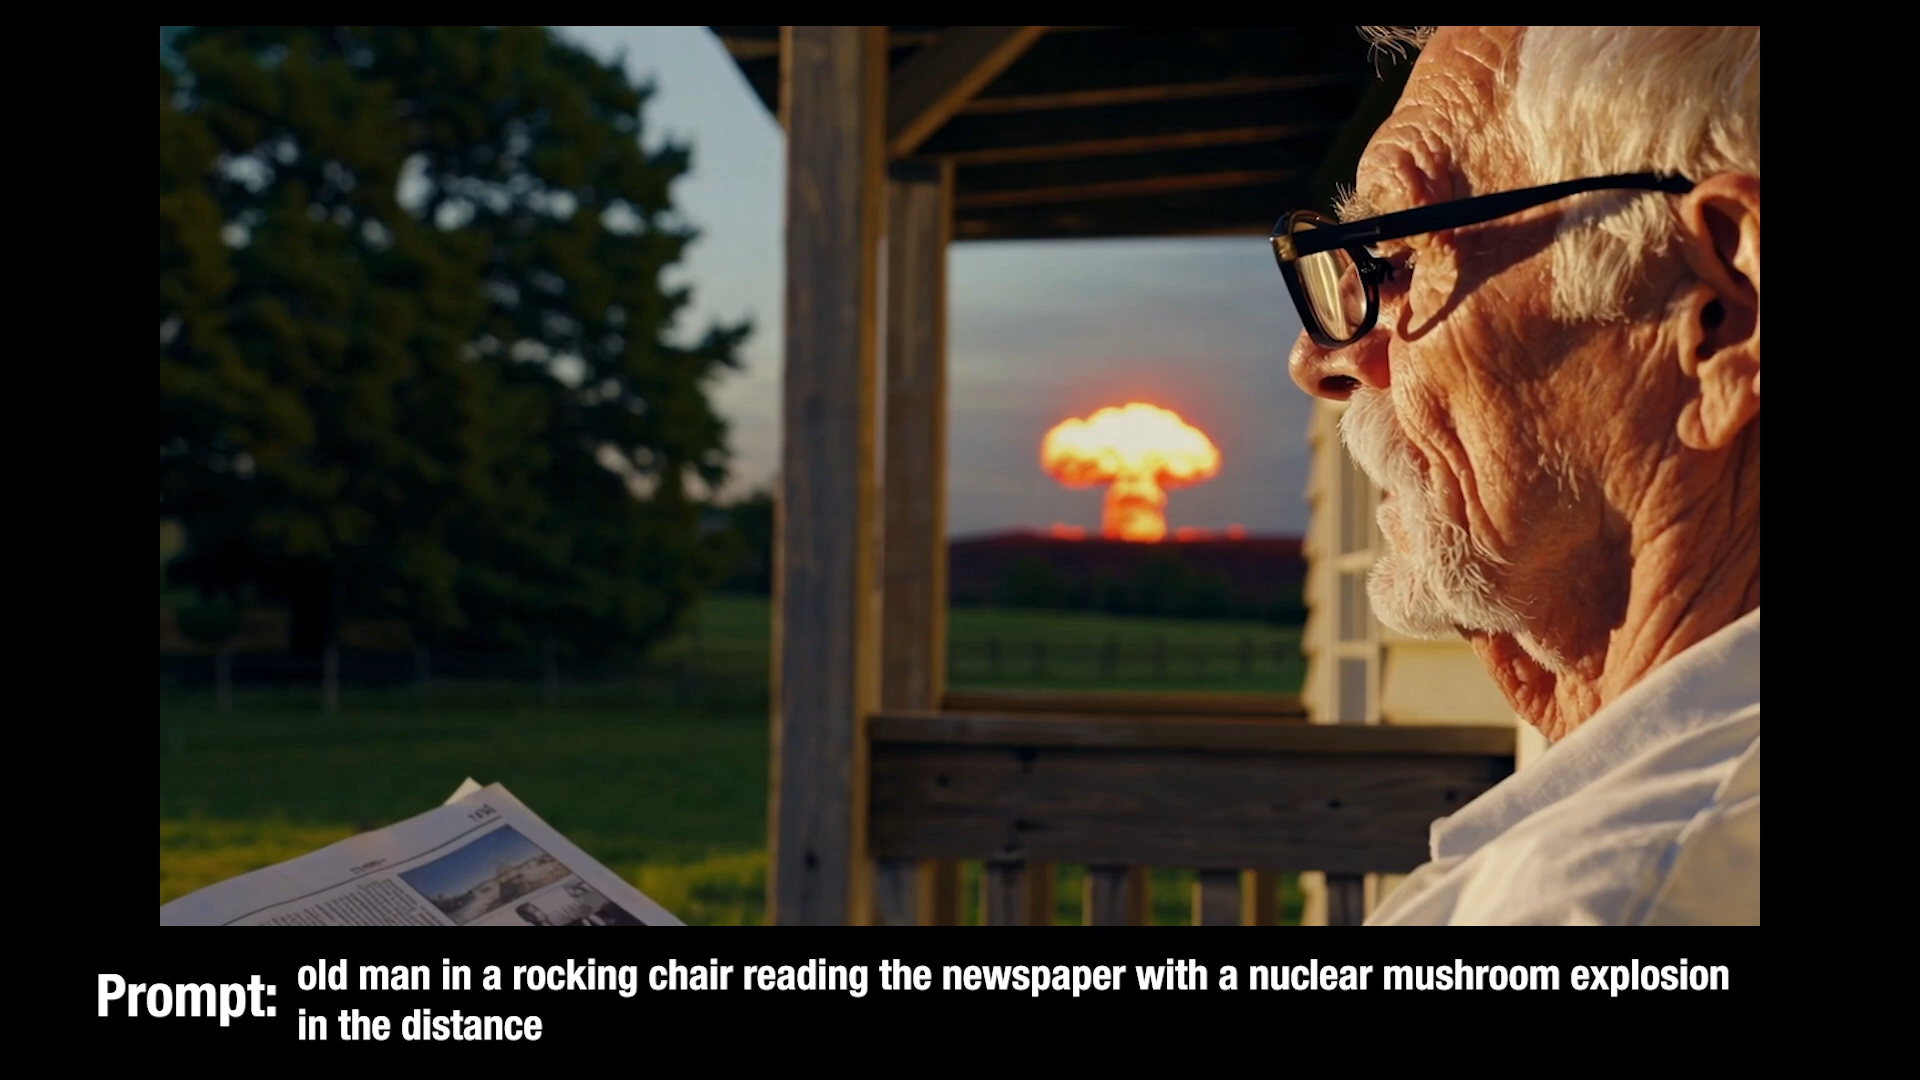 Prompt:
old man in a rocking chair reading the newspaper with a nuclear mushroom explosion
in the distance